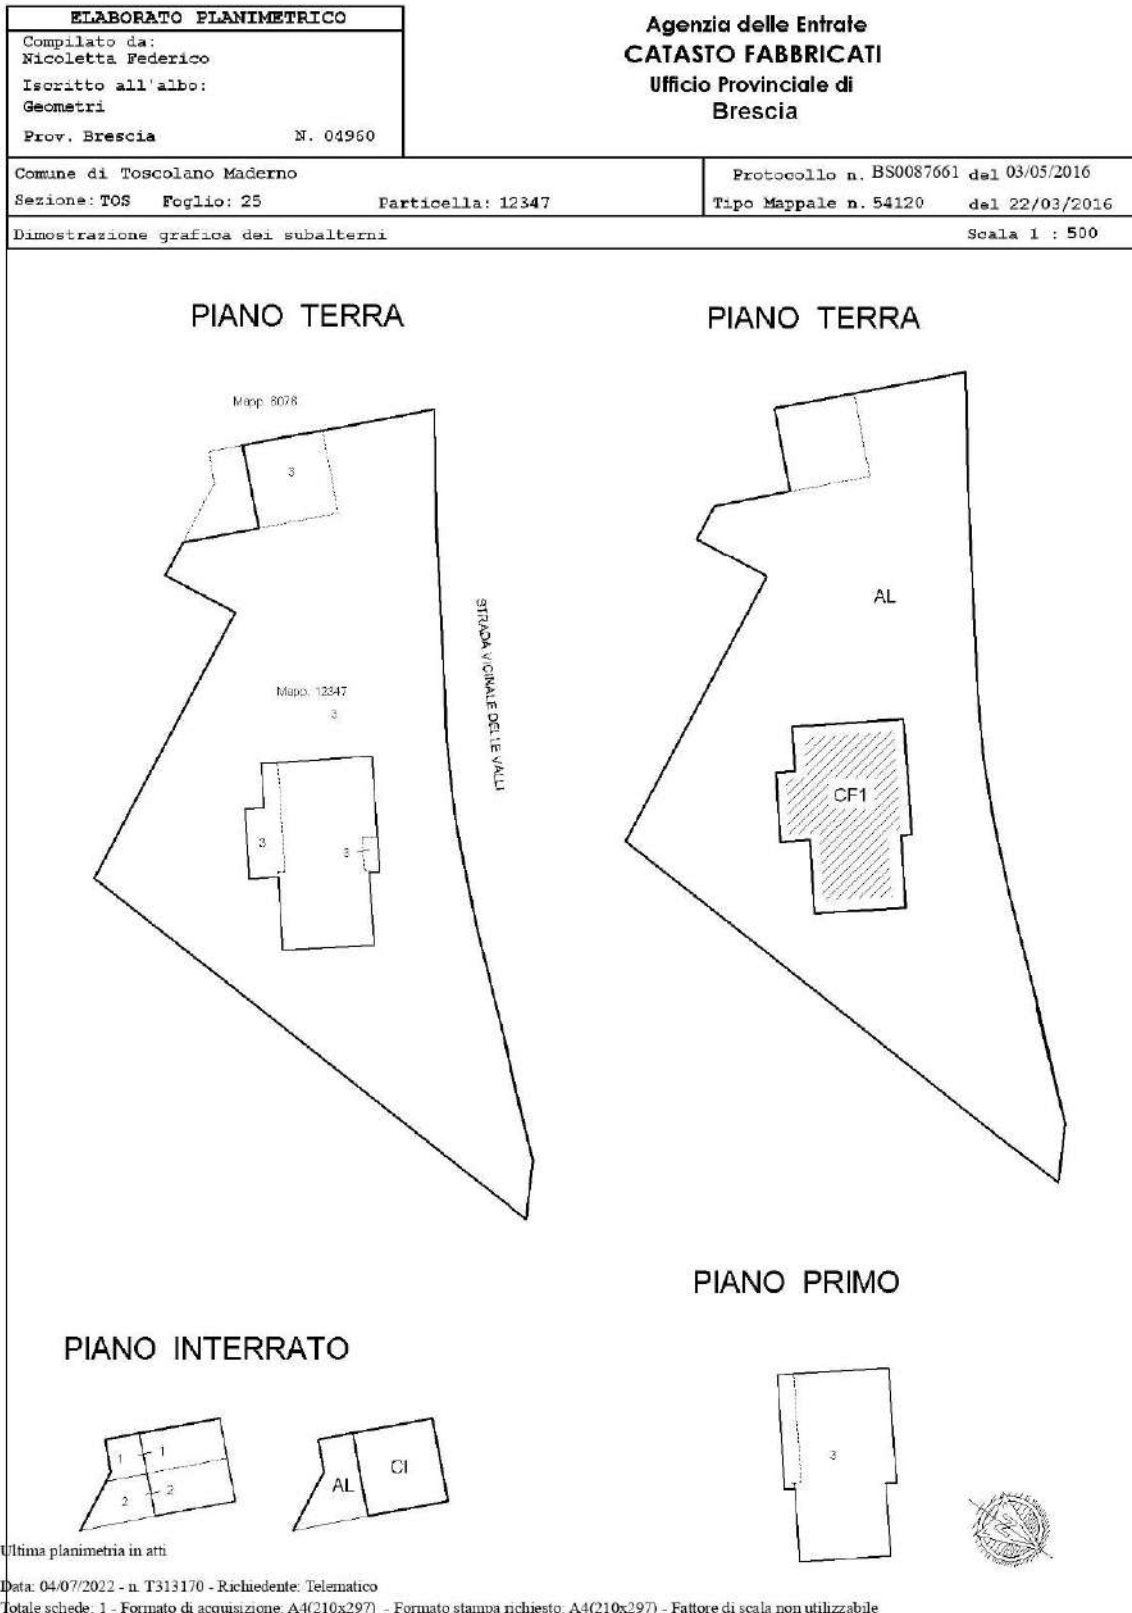 ELABORATO PLANIMETRICO
Compilato da:
Nicoletta Federico
Iscritto all'albo:
Geometri
Prov. Brescia N. 04960
Agenzia delle Entrate
CATASTO FABBRICATI
Ufficio Provinciale di
Brescia
Comune di Toscolano Maderno
Sezione: TOS Foglio: 25 Particella: 12347
Protocollo n. BS0087661 del 03/05/2016
Tipo Mappale n. 54120 del 22/03/2016
Dimostrazione grafica dei subalterni Scala 1 : 500
PIANO TERRA
PIANO TERRA
Mapp. 8076
3
AL
STRADA VICINALE DELLE VALLI
Mapp. 12347
3
CF1
3
3
PIANO PRIMO
PIANO INTERRATO
1 1
2 2
AL
CI
3
Ultima planimetria in atti
Data: 04/07/2022 - n. T313170 - Richiedente: Telematico
Totale schede: 1 - Formato di acquisizione: A4(210x297) - Formato stampa richiesto: A4(210x297) - Fattore di scala non utilizzabile